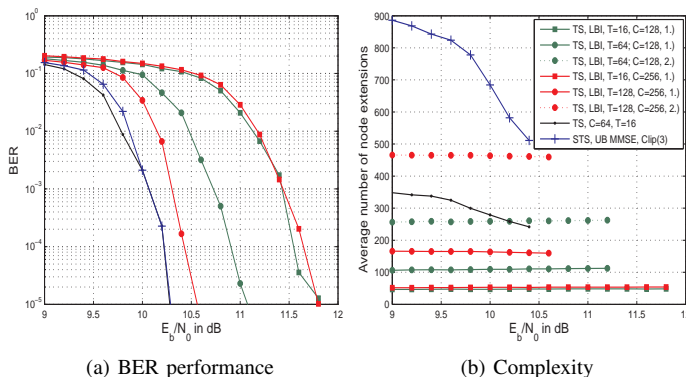 10^0
10^-1
10^-2
10^-3
10^-4
10^-5
BER
9 9.5 10 10.5 11 11.5 12
E_b/N_0 in dB
(a) BER performance
900
800
700
600
500
400
300
200
100
0
Average number of node extensions
TS, LBI, T=16, C=128, 1.)
TS, LBI, T=64, C=128, 1.)
TS, LBI, T=64, C=128, 2.)
TS, LBI, T=16, C=256, 1.)
TS, LBI, T=128, C=256, 1.)
TS, LBI, T=128, C=256, 2.)
TS, C=64, T=16
STS, UB MMSE, Clip(3)
9 9.5 10 10.5 11 11.5
E_b/N_0 in dB
(b) Complexity